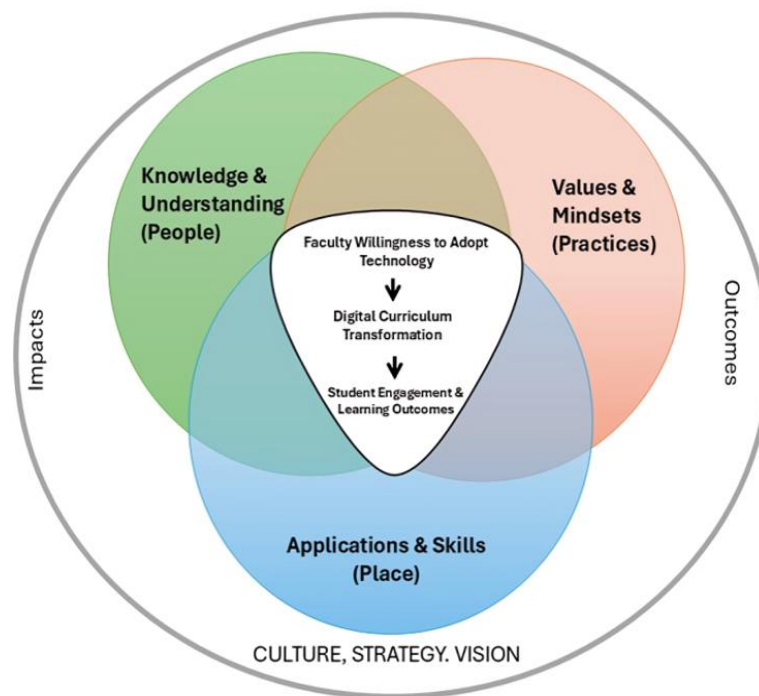 Knowledge &
Understanding
(People)
Values &
Mindsets
(Practices)
Faculty Willingness to Adopt
Technology
Digital Curriculum
Transformation
Student Engagement &
Learning Outcomes
Impacts
Outcomes
Applications & Skills
(Place)
CULTURE, STRATEGY. VISION